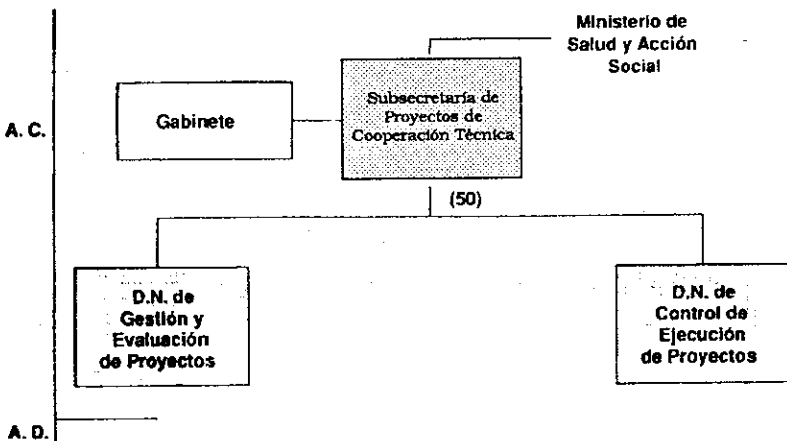 Ministerio de
Salud y Acción
Social
Subsecretaría de
Proyectos de
Cooperación Técnica
Gabinete
A. C.
(50)
D.N. de
Gestión y
Evaluación
de Proyectos
D.N. de
Control de
Ejecución
de Proyectos
A. D.